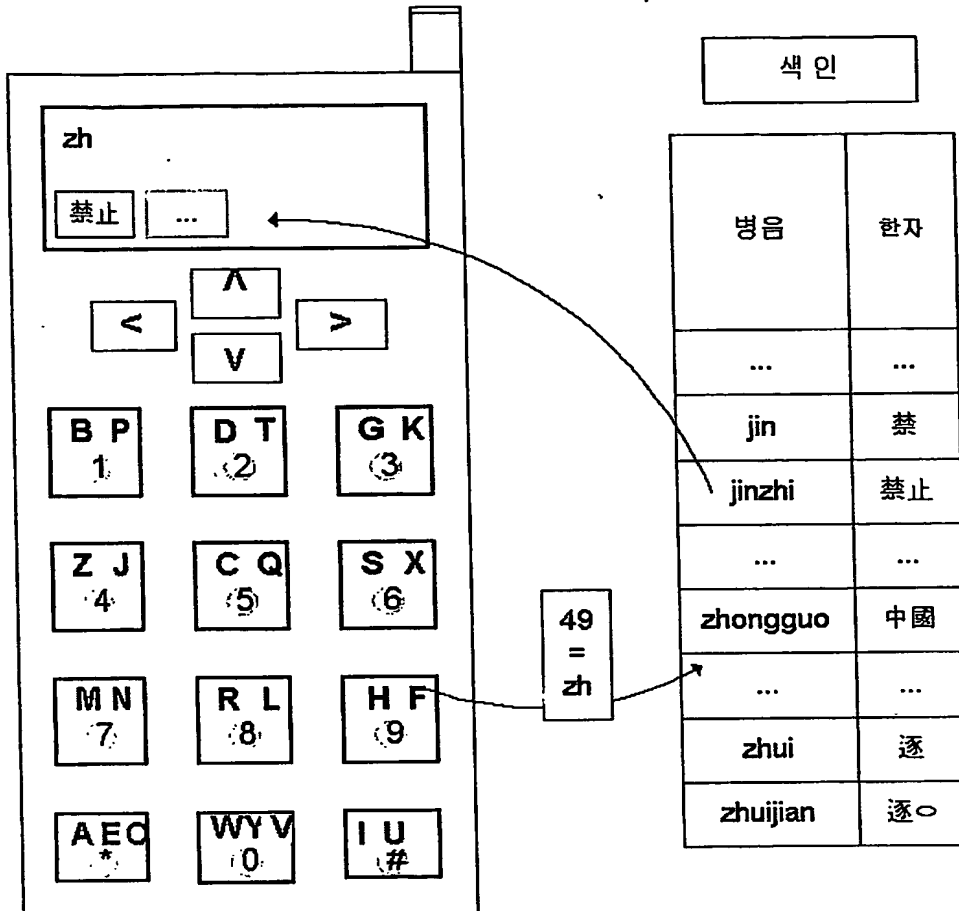 zh
禁止 ...
<
Λ
V
>
B P
1
D T
2
G K
3
Z J
4
C Q
5
S X
6
M N
7
R L
8
H F
9
A E O
*
W Y V
0
I U
#
49
=
zh
색 인
병음 한자
... ...
jin 禁
jinzhi 禁止
... ...
zhongguo 中國
... ...
zhui 逐
zhuijian 逐○